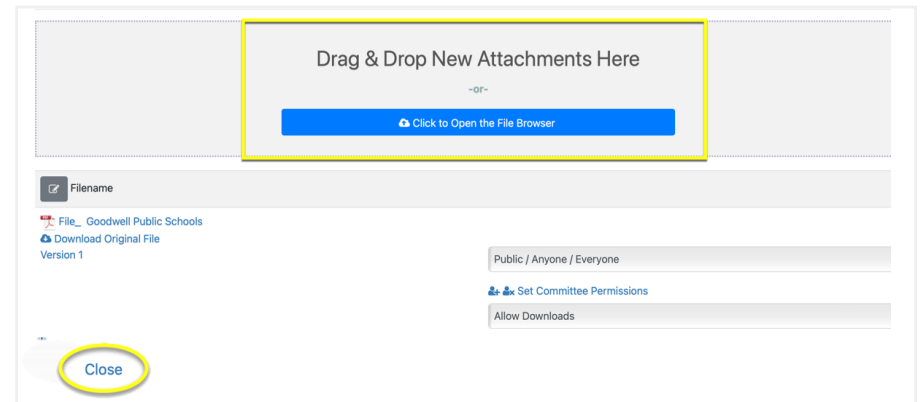 Drag & Drop New Attachments Here
-or-
Click to Open the File Browser
Filename
File_ Goodwell Public Schools
Download Original File
Version 1
Public / Anyone / Everyone
Set Committee Permissions
Allow Downloads
Close